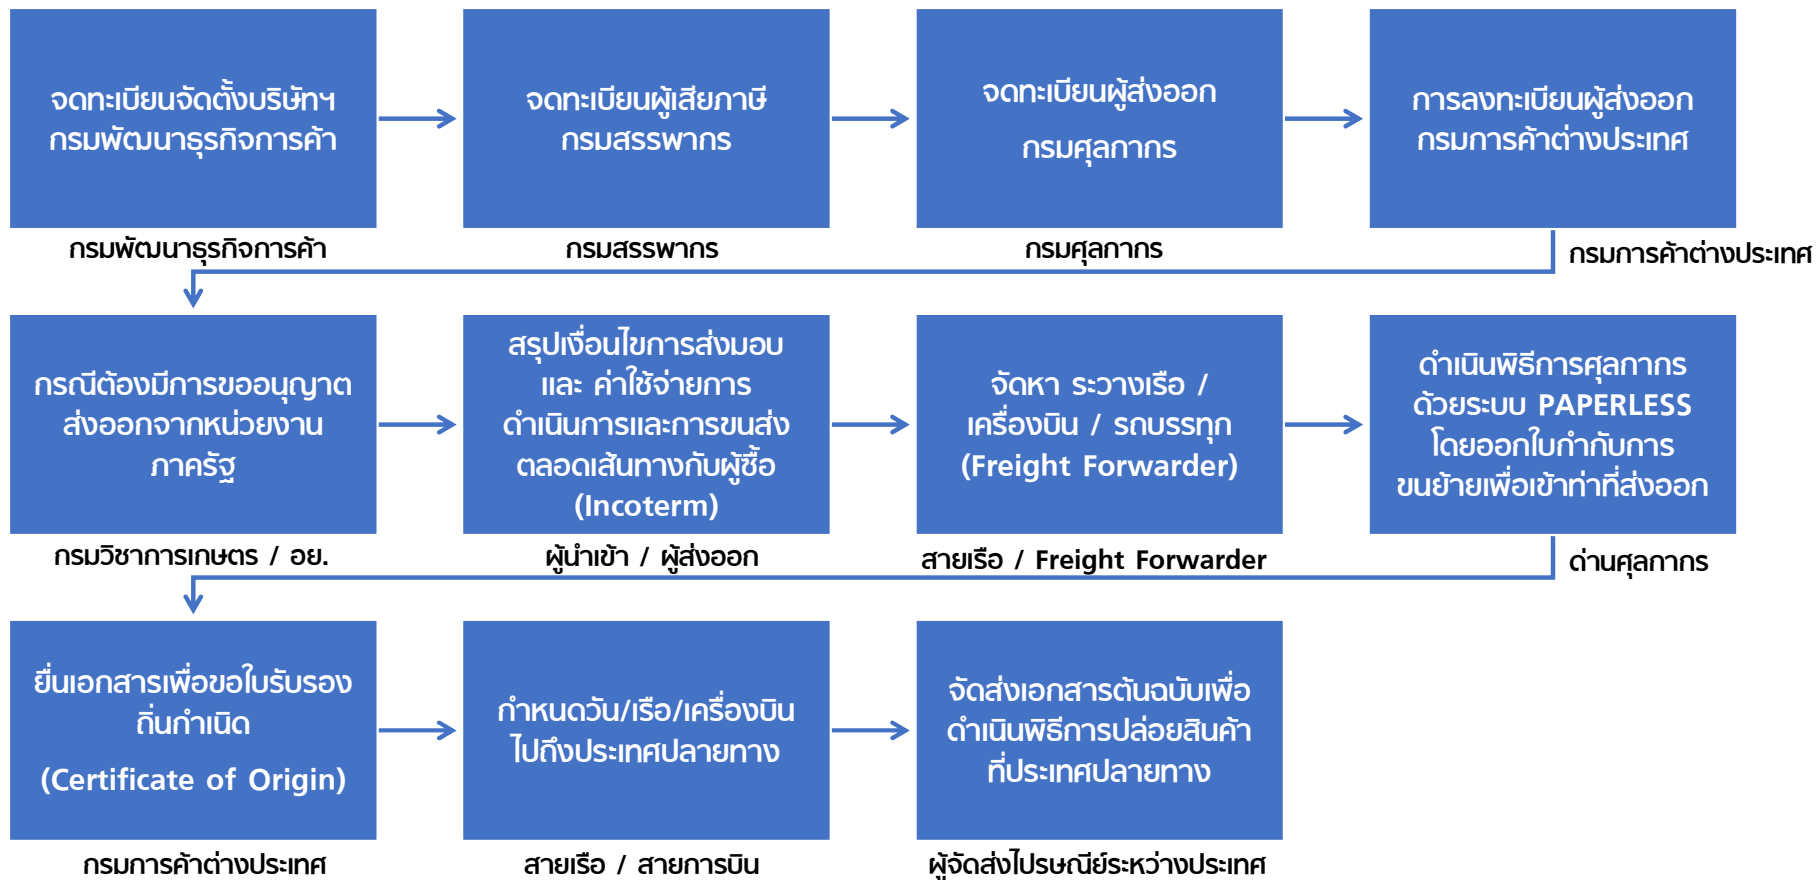 จดทะเบียนจัดตั้งบริษัทฯ
กรมพัฒนาธุรกิจการค้า
กรมพัฒนาธุรกิจการค้า
จดทะเบียนผู้เสียภาษี
กรมสรรพากร
กรมสรรพากร
จดทะเบียนผู้ส่งออก
กรมศุลกากร
กรมศุลกากร
การลงทะเบียนผู้ส่งออก
กรมการค้าต่างประเทศ
กรมการค้าต่างประเทศ
กรณีต้องมีการขออนุญาต
ส่งออกจากหน่วยงาน
ภาครัฐ
กรมวิชาการเกษตร / อย.
สรุปเงื่อนไขการส่งมอบ
และ ค่าใช้จ่ายการ
ดำเนินการและการขนส่ง
ตลอดเส้นทางกับผู้ซื้อ
(Incoterm)
ผู้นำเข้า / ผู้ส่งออก
จัดหา ระวางเรือ /
เครื่องบิน / รถบรรทุก
(Freight Forwarder)
สายเรือ / Freight Forwarder
ดำเนินพิธีการศุลกากร
ด้วยระบบ PAPERLESS
โดยออกใบกำกับการ
ขนย้ายเพื่อเข้าท่าที่ส่งออก
ด่านศุลกากร
ยื่นเอกสารเพื่อขอใบรับรอง
ถิ่นกำเนิด
(Certificate of Origin)
กรมการค้าต่างประเทศ
กำหนดวัน/เรือ/เครื่องบิน
ไปถึงประเทศปลายทาง
สายเรือ / สายการบิน
จัดส่งเอกสารต้นฉบับเพื่อ
ดำเนินพิธีการปล่อยสินค้า
ที่ประเทศปลายทาง
ผู้จัดส่งไปรษณีย์ระหว่างประเทศ